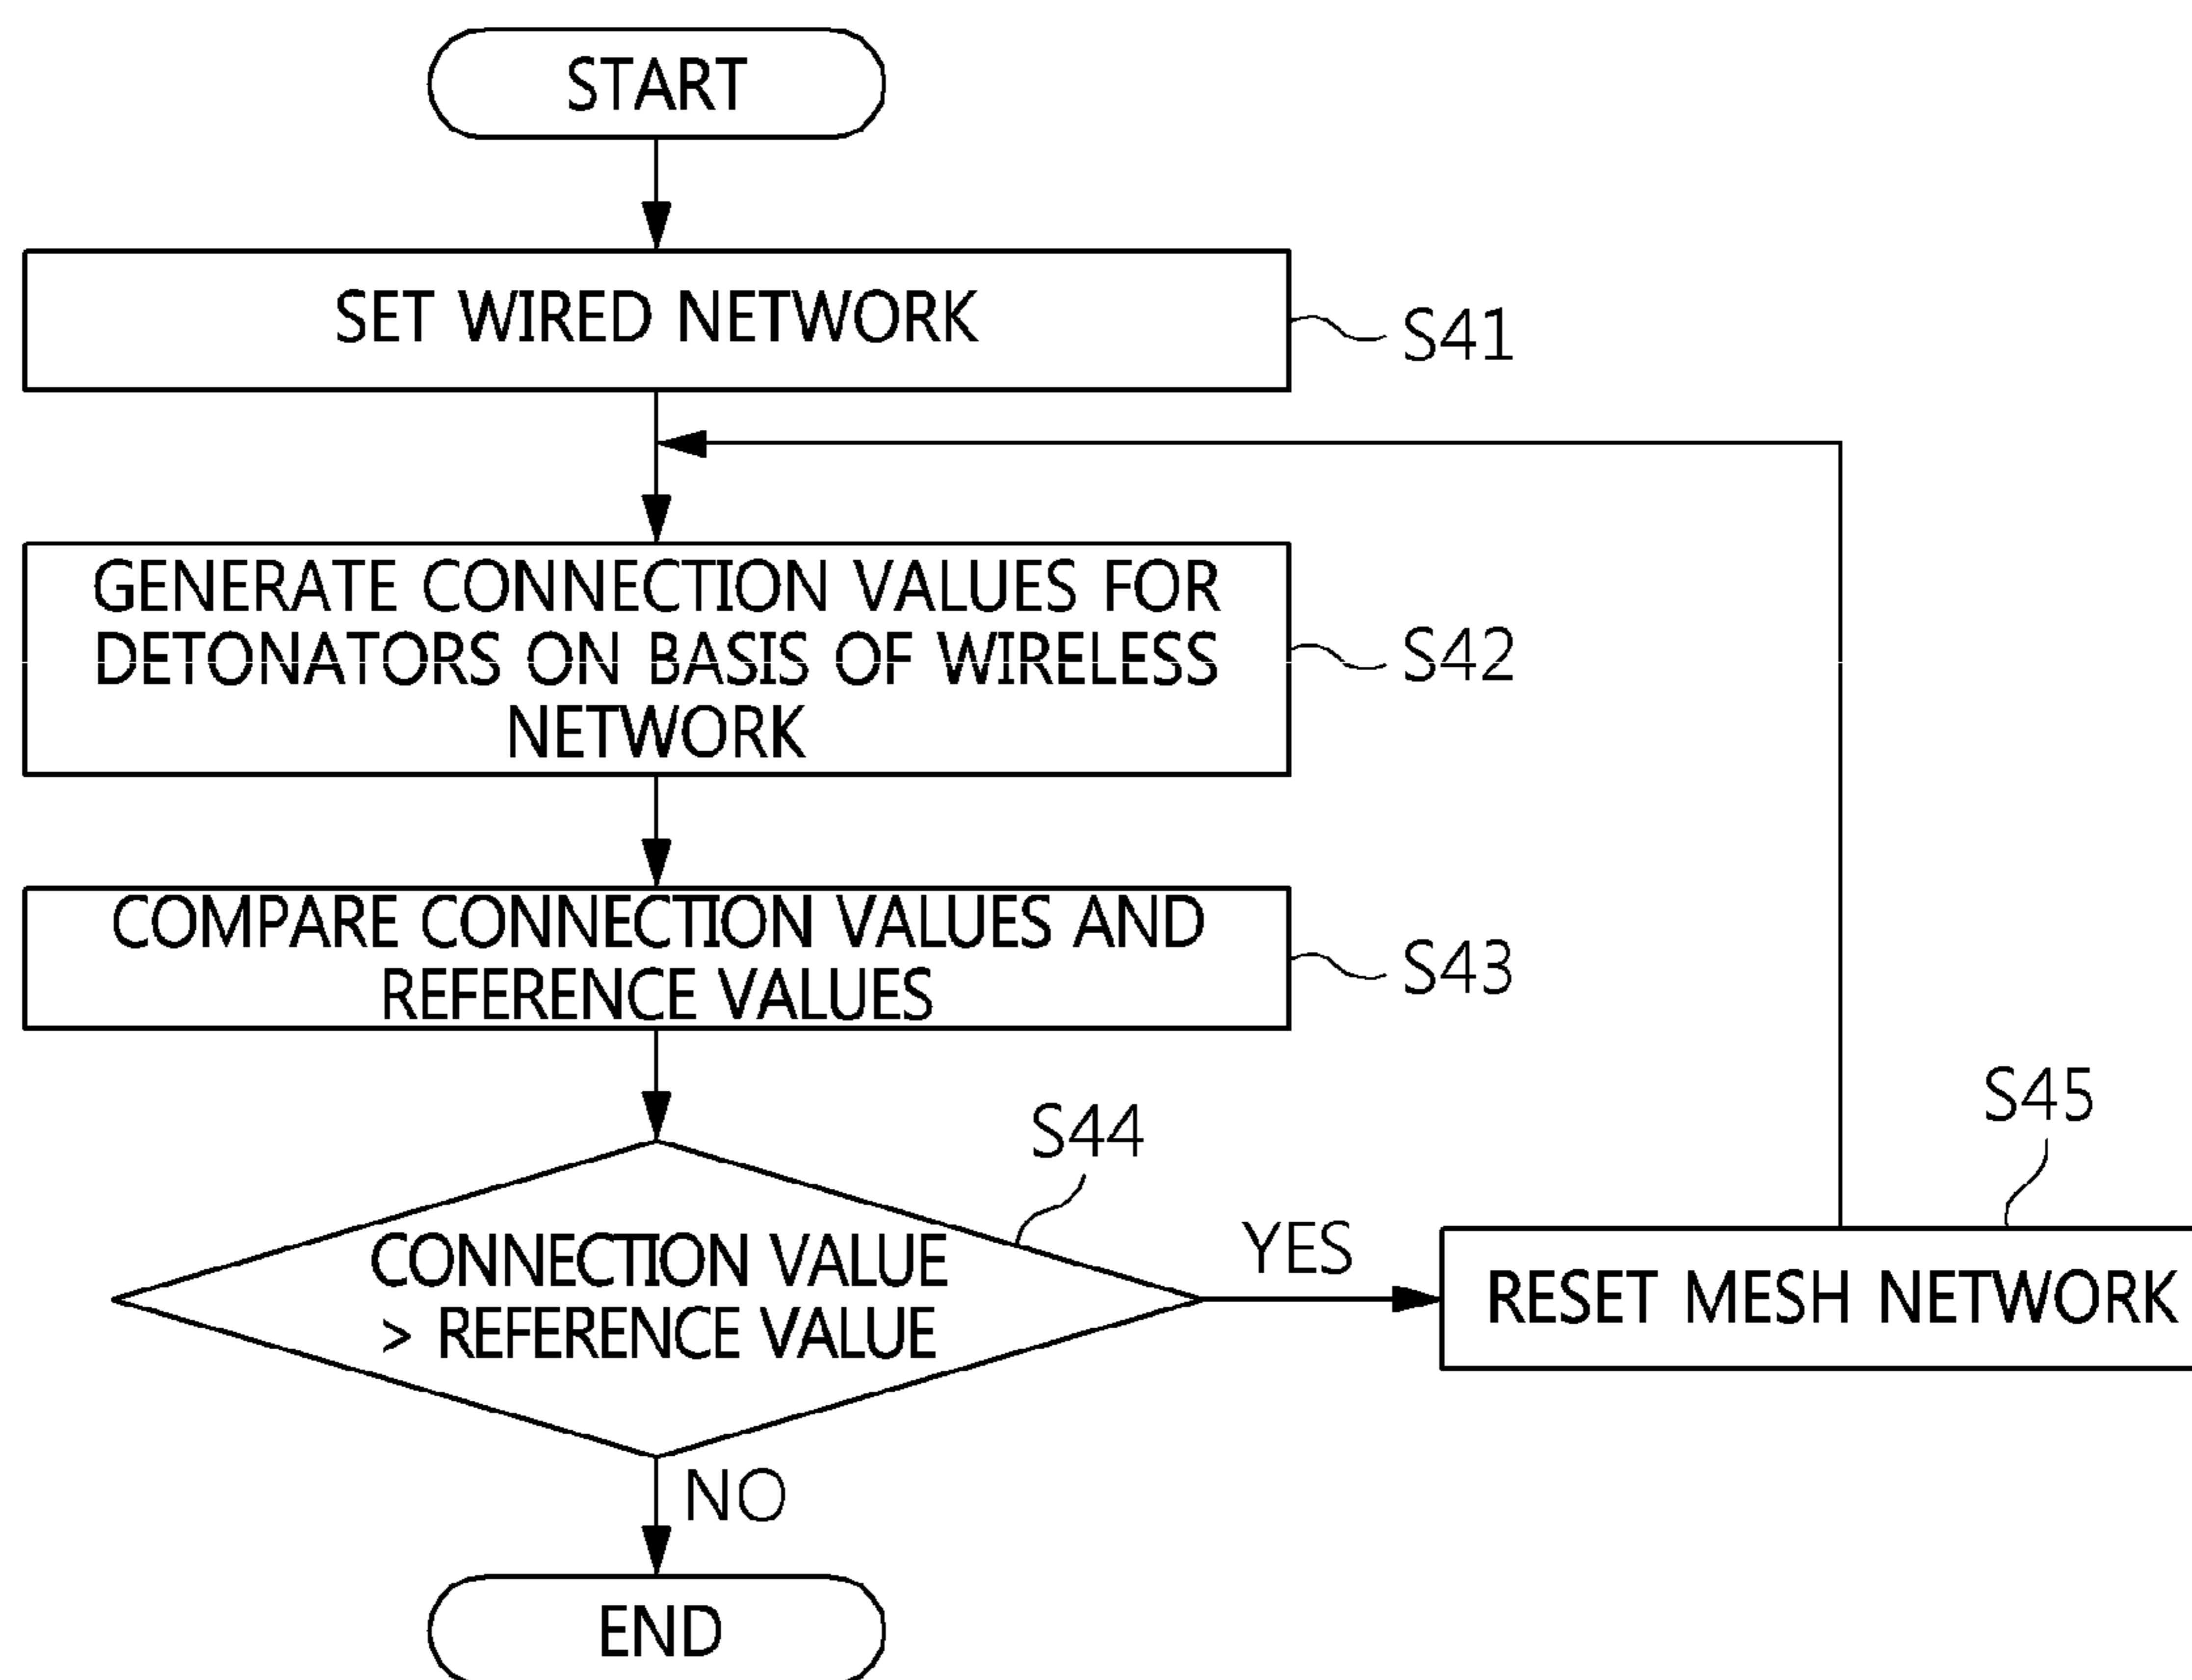 START
SET WIRED NETWORK
S41
GENERATE CONNECTION VALUES FOR
DETONATORS ON BASIS OF WIRELESS
NETWORK
S42
COMPARE CONNECTION VALUES AND
REFERENCE VALUES
S43
S44
CONNECTION VALUE
> REFERENCE VALUE
YES
S45
RESET MESH NETWORK
NO
END